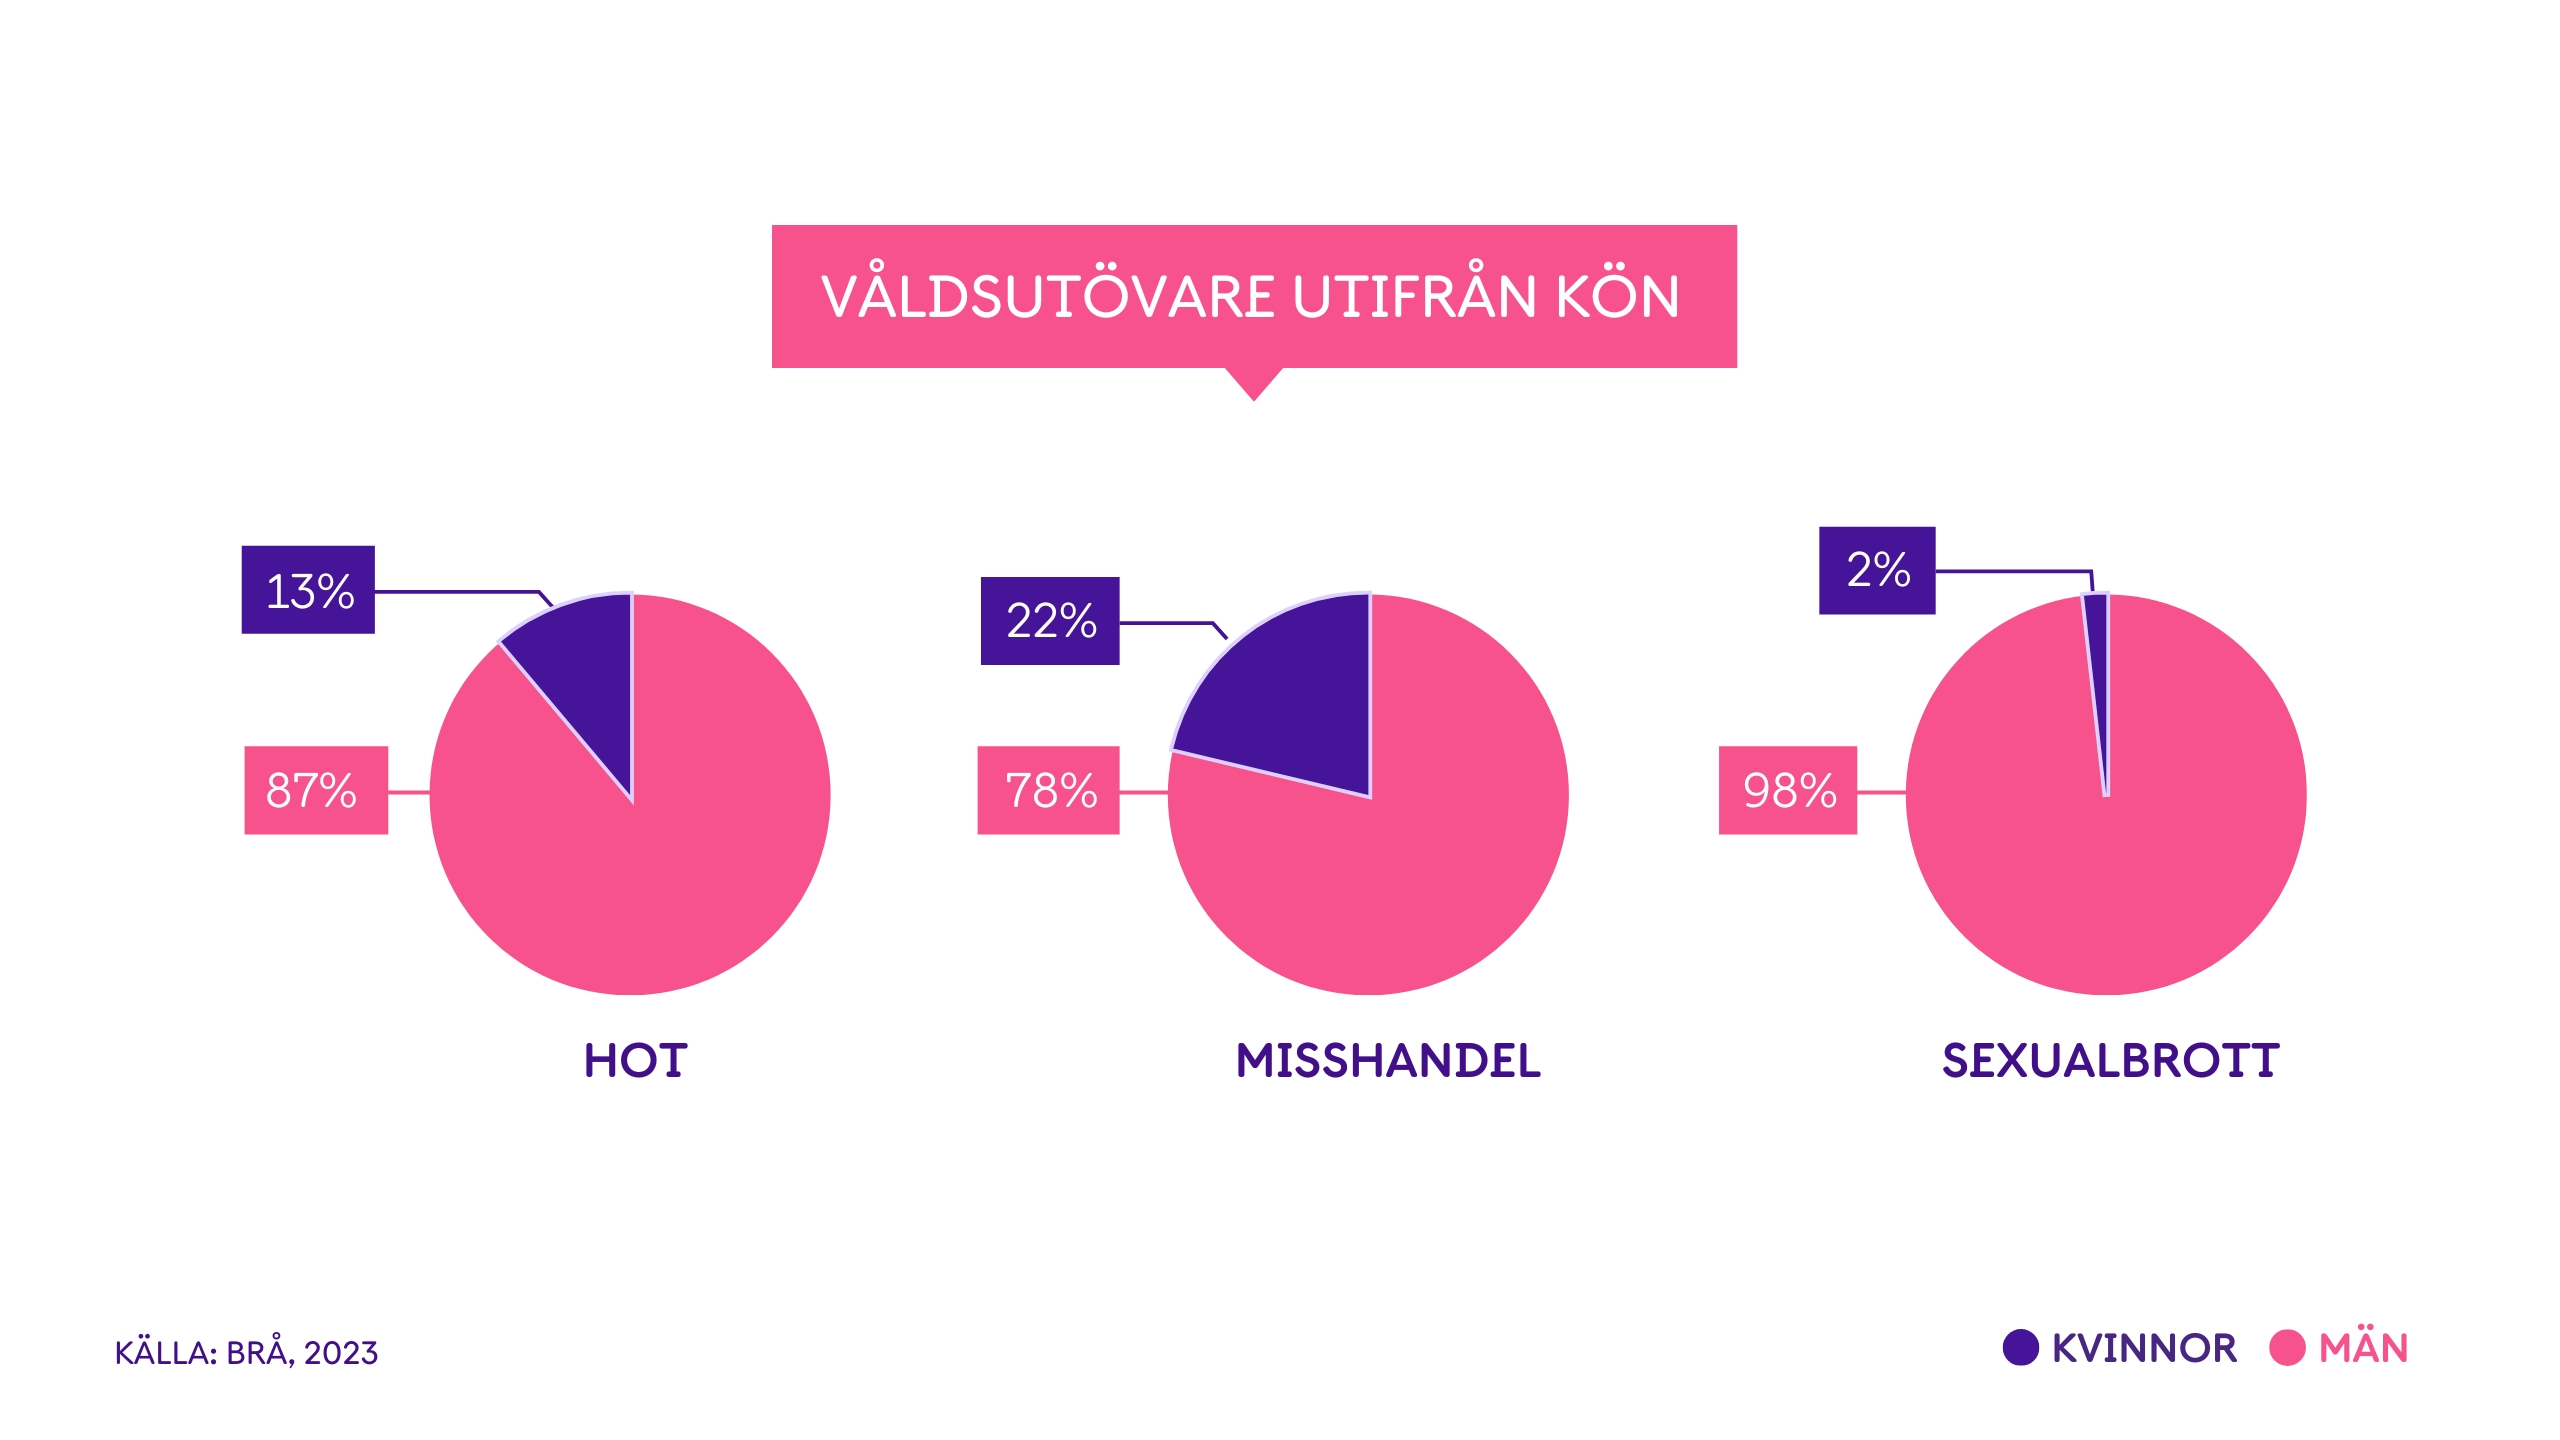 VÅLDSUTÖVARE UTIFRÅN KÖN
13%
87%
HOT
22%
78%
MISSHANDEL
2%
98%
SEXUALBROTT
KÄLLA: BRÅ, 2023
KVINNOR
MÄN